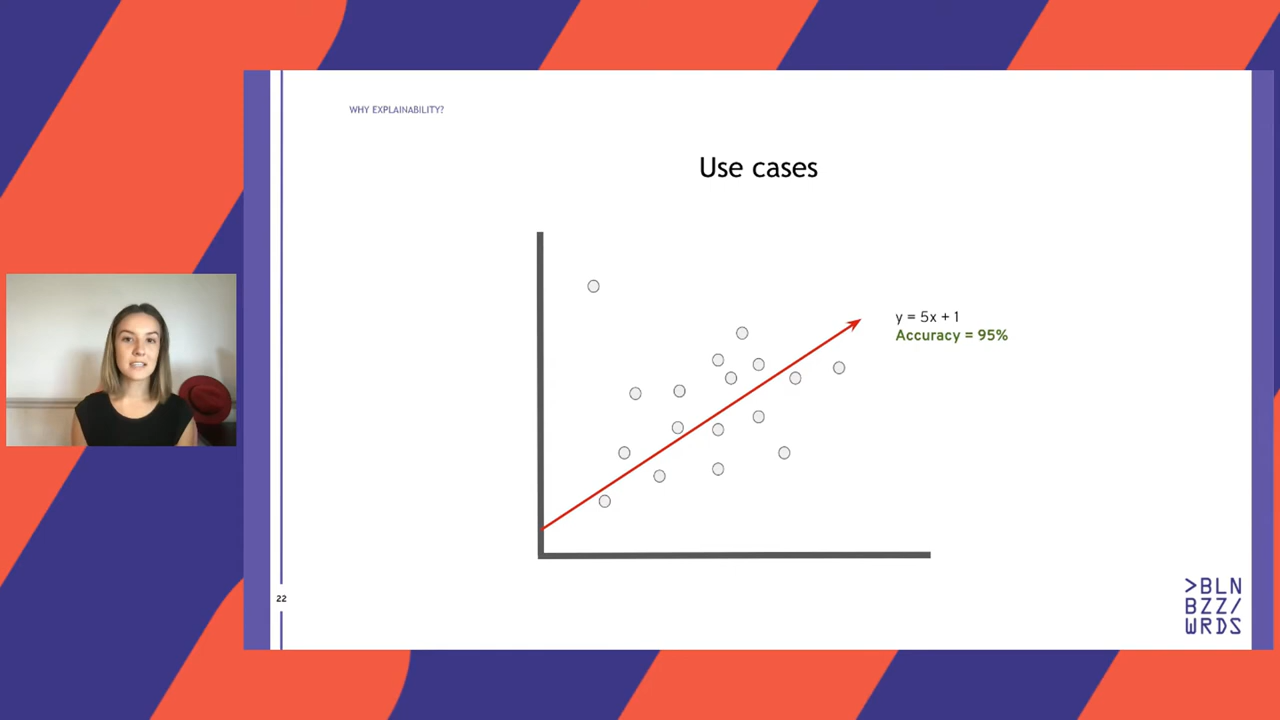 WHY EXPLAINABILITY?
Use cases
y = 5x + 1
Accuracy = 95%
22
>BLN
BZZ/
WRDS